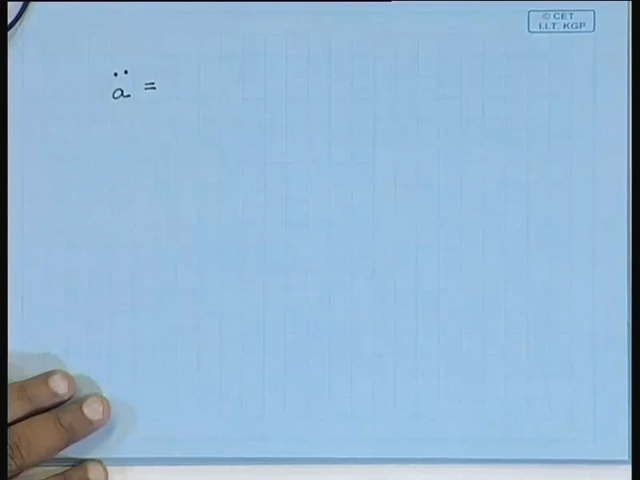 © CET
I.I.T. KGP
ä =